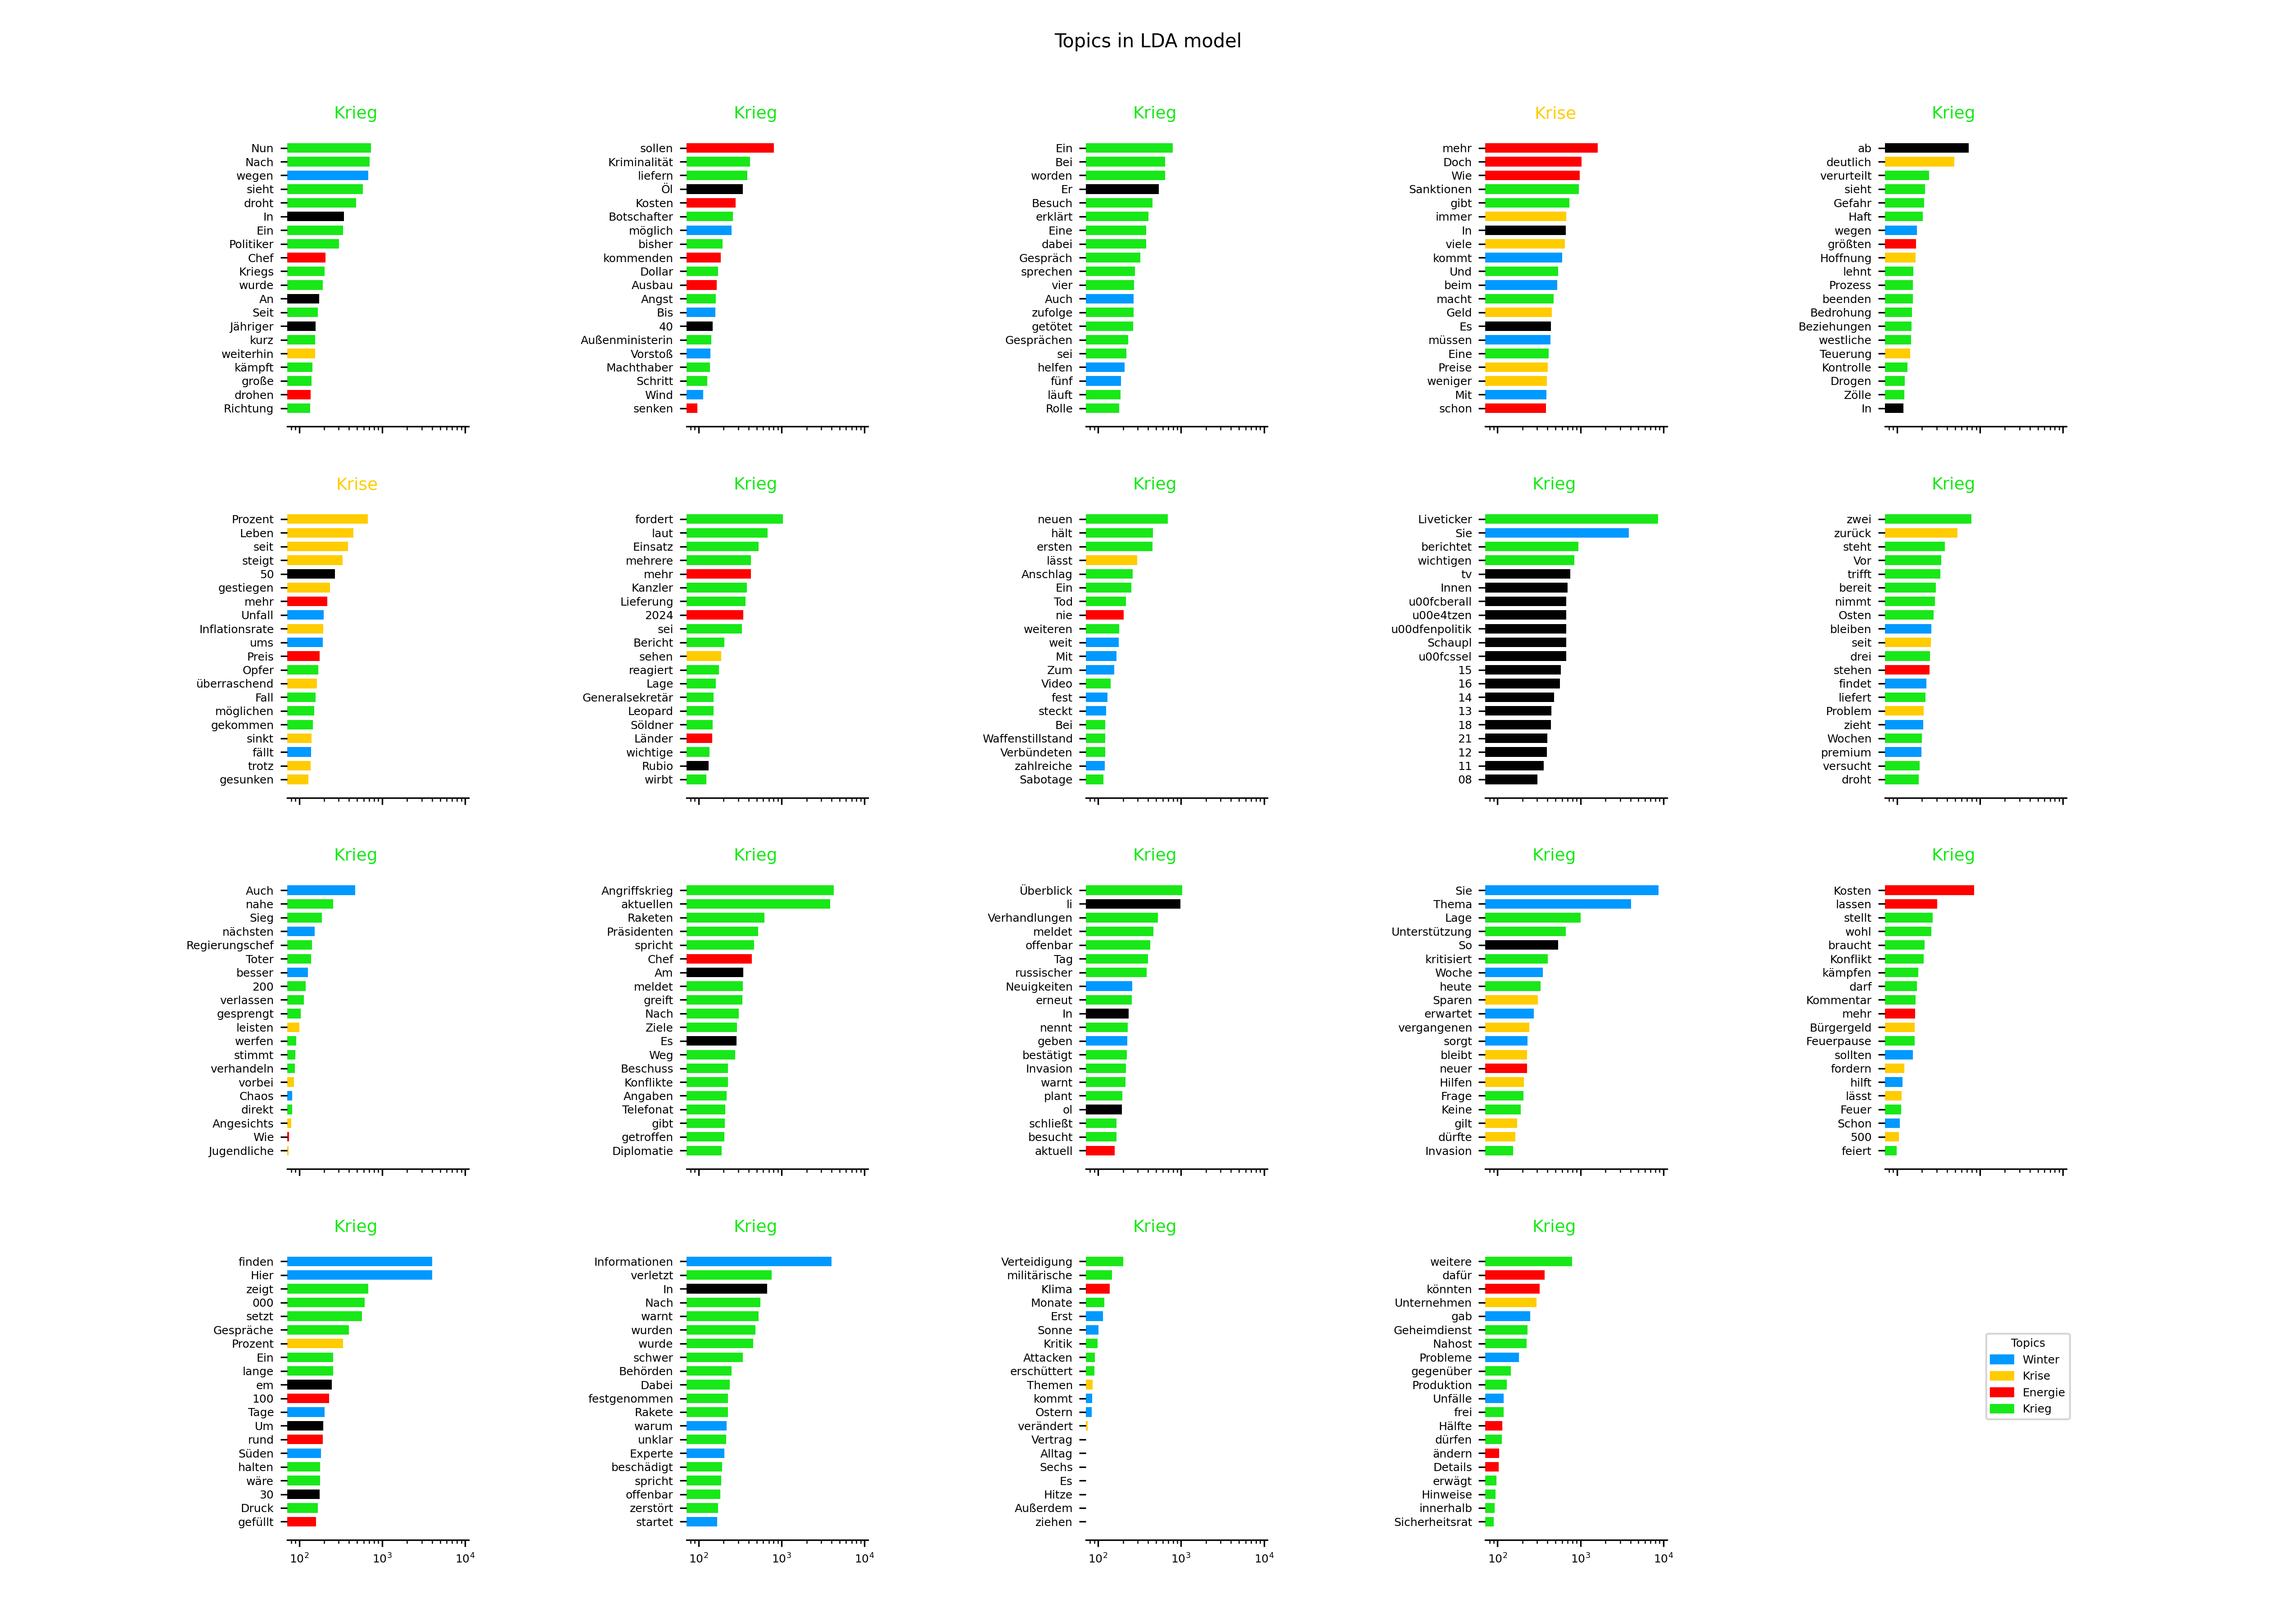 Topics in LDA model
Krieg
Nun
Nach
wegen
sieht
droht
In
Ein
Politiker
Chef
Kriegs
wurde
An
Seit
Jähriger
kurz
weiterhin
kämpft
große
drohen
Richtung
Krieg
sollen
Kriminalität
liefern
Öl
Kosten
Botschafter
möglich
bisher
kommenden
Dollar
Ausbau
Angst
Bis
40
Außenministerin
Vorstoß
Machthaber
Schritt
Wind
senken
Krieg
Ein
Bei
worden
Er
Besuch
erklärt
Eine
dabei
Gespräch
sprechen
vier
Auch
zufolge
getötet
Gesprächen
sei
helfen
fünf
läuft
Rolle
Krise
mehr
Doch
Wie
Sanktionen
gibt
immer
In
viele
kommt
Und
beim
macht
Geld
Es
müssen
Eine
Preise
weniger
Mit
schon
Krieg
ab
deutlich
verurteilt
sieht
Gefahr
Haft
wegen
größten
Hoffnung
lehnt
Prozess
beenden
Bedrohung
Beziehungen
westliche
Teuerung
Kontrolle
Drogen
Zölle
In
Krise
Prozent
Leben
seit
steigt
50
gestiegen
mehr
Unfall
Inflationsrate
ums
Preis
Opfer
überraschend
Fall
möglichen
gekommen
sinkt
fällt
trotz
gesunken
Krieg
fordert
laut
Einsatz
mehrere
mehr
Kanzler
Lieferung
2024
sei
Bericht
sehen
reagiert
Lage
Generalsekretär
Leopard
Söldner
Länder
wichtige
Rubio
wirbt
Krieg
neuen
hält
ersten
lässt
Anschlag
Ein
Tod
nie
weiteren
weit
Mit
Zum
Video
fest
steckt
Bei
Waffenstillstand
Verbündeten
zahlreiche
Sabotage
Krieg
Liveticker
Sie
berichtet
wichtigen
tv
Innen
u00fcberall
u00e4tzen
u00dfenpolitik
Schaupl
u00fcssel
15
16
14
13
18
21
12
11
08
Krieg
zwei
zurück
steht
Vor
trifft
bereit
nimmt
Osten
bleiben
seit
drei
stehen
findet
liefert
Problem
zieht
Wochen
premium
versucht
droht
Krieg
Auch
nahe
Sieg
nächsten
Regierungschef
Toter
besser
200
verlassen
gesprengt
leisten
werfen
stimmt
verhandeln
vorbei
Chaos
direkt
Angesichts
Wie
Jugendliche
Krieg
Angriffskrieg
aktuellen
Raketen
Präsidenten
spricht
Chef
Am
meldet
greift
Nach
Ziele
Es
Weg
Beschuss
Konflikte
Angaben
Telefonat
gibt
getroffen
Diplomatie
Krieg
Überblick
li
Verhandlungen
meldet
offenbar
Tag
russischer
Neuigkeiten
erneut
In
nennt
geben
bestätigt
Invasion
warnt
plant
ol
schließt
besucht
aktuell
Krieg
Sie
Thema
Lage
Unterstützung
So
kritisiert
Woche
heute
Sparen
erwartet
vergangenen
sorgt
bleibt
neuer
Hilfen
Frage
Keine
gilt
dürfte
Invasion
Krieg
Kosten
lassen
stellt
wohl
braucht
Konflikt
kämpfen
darf
Kommentar
mehr
Bürgergeld
Feuerpause
sollten
fordern
hilft
lässt
Feuer
Schon
500
feiert
Krieg
finden
Hier
zeigt
000
setzt
Gespräche
Prozent
Ein
lange
em
100
Tage
Um
rund
Süden
halten
wäre
30
Druck
gefüllt
10² 10³ 10⁴
Krieg
Informationen
verletzt
In
Nach
warnt
wurden
wurde
schwer
Behörden
Dabei
festgenommen
Rakete
warum
unklar
Experte
beschädigt
spricht
offenbar
zerstört
startet
10² 10³ 10⁴
Krieg
Verteidigung
militärische
Klima
Monate
Erst
Sonne
Kritik
Attacken
erschüttert
Themen
kommt
Ostern
verändert
Vertrag
Alltag
Sechs
Es
Hitze
Außerdem
ziehen
10² 10³ 10⁴
Krieg
weitere
dafür
könnten
Unternehmen
gab
Geheimdienst
Nahost
Probleme
gegenüber
Produktion
Unfälle
frei
Hälfte
dürfen
ändern
Details
erwägt
Hinweise
innerhalb
Sicherheitsrat
10² 10³ 10⁴
Topics
Winter
Krise
Energie
Krieg